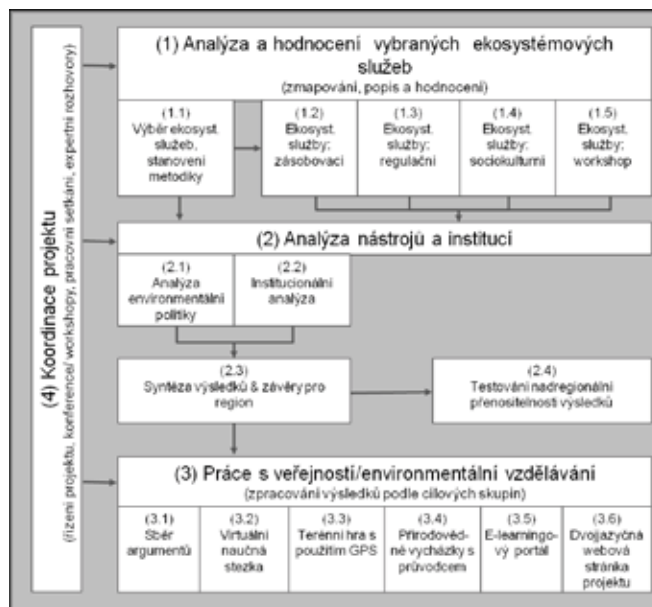 (4) Koordinace projektu
(řízení projektu, konference/ workshopy, pracovní setkání, expertní rozhovory)
(1) Analýza a hodnocení vybraných ekosystémových
služeb
(zmapování, popis a hodnocení)
(1.1)
Výběr ekosyst.
služeb,
stanovení
metodiky
(1.2)
Ekosyst.
služby:
zásobovací
(1.3)
Ekosyst.
služby:
regulační
(1.4)
Ekosyst.
služby:
sociokulturní
(1.5)
Ekosyst.
služby:
workshop
(2) Analýza nástrojů a institucí
(2.1)
Analýza
environmentální
politiky
(2.2)
Institucionální
analýza
(2.3)
Syntéza výsledků & závěry pro
region
(2.4)
Testování nadregionální
přenositelnosti výsledků
(3) Práce s veřejností/environmentální vzdělávání
(zpracování výsledků podle cílových skupin)
(3.1)
Sběr
argumentů
(3.2)
Virtuální
naučná
stezka
(3.3)
Terénní hra s
použitím GPS
(3.4)
Přírodověd-
né vycházky s
průvodcem
(3.5)
E-learningo-
vý portál
(3.6)
Dvojjazyčná
webová
stránka
projektu